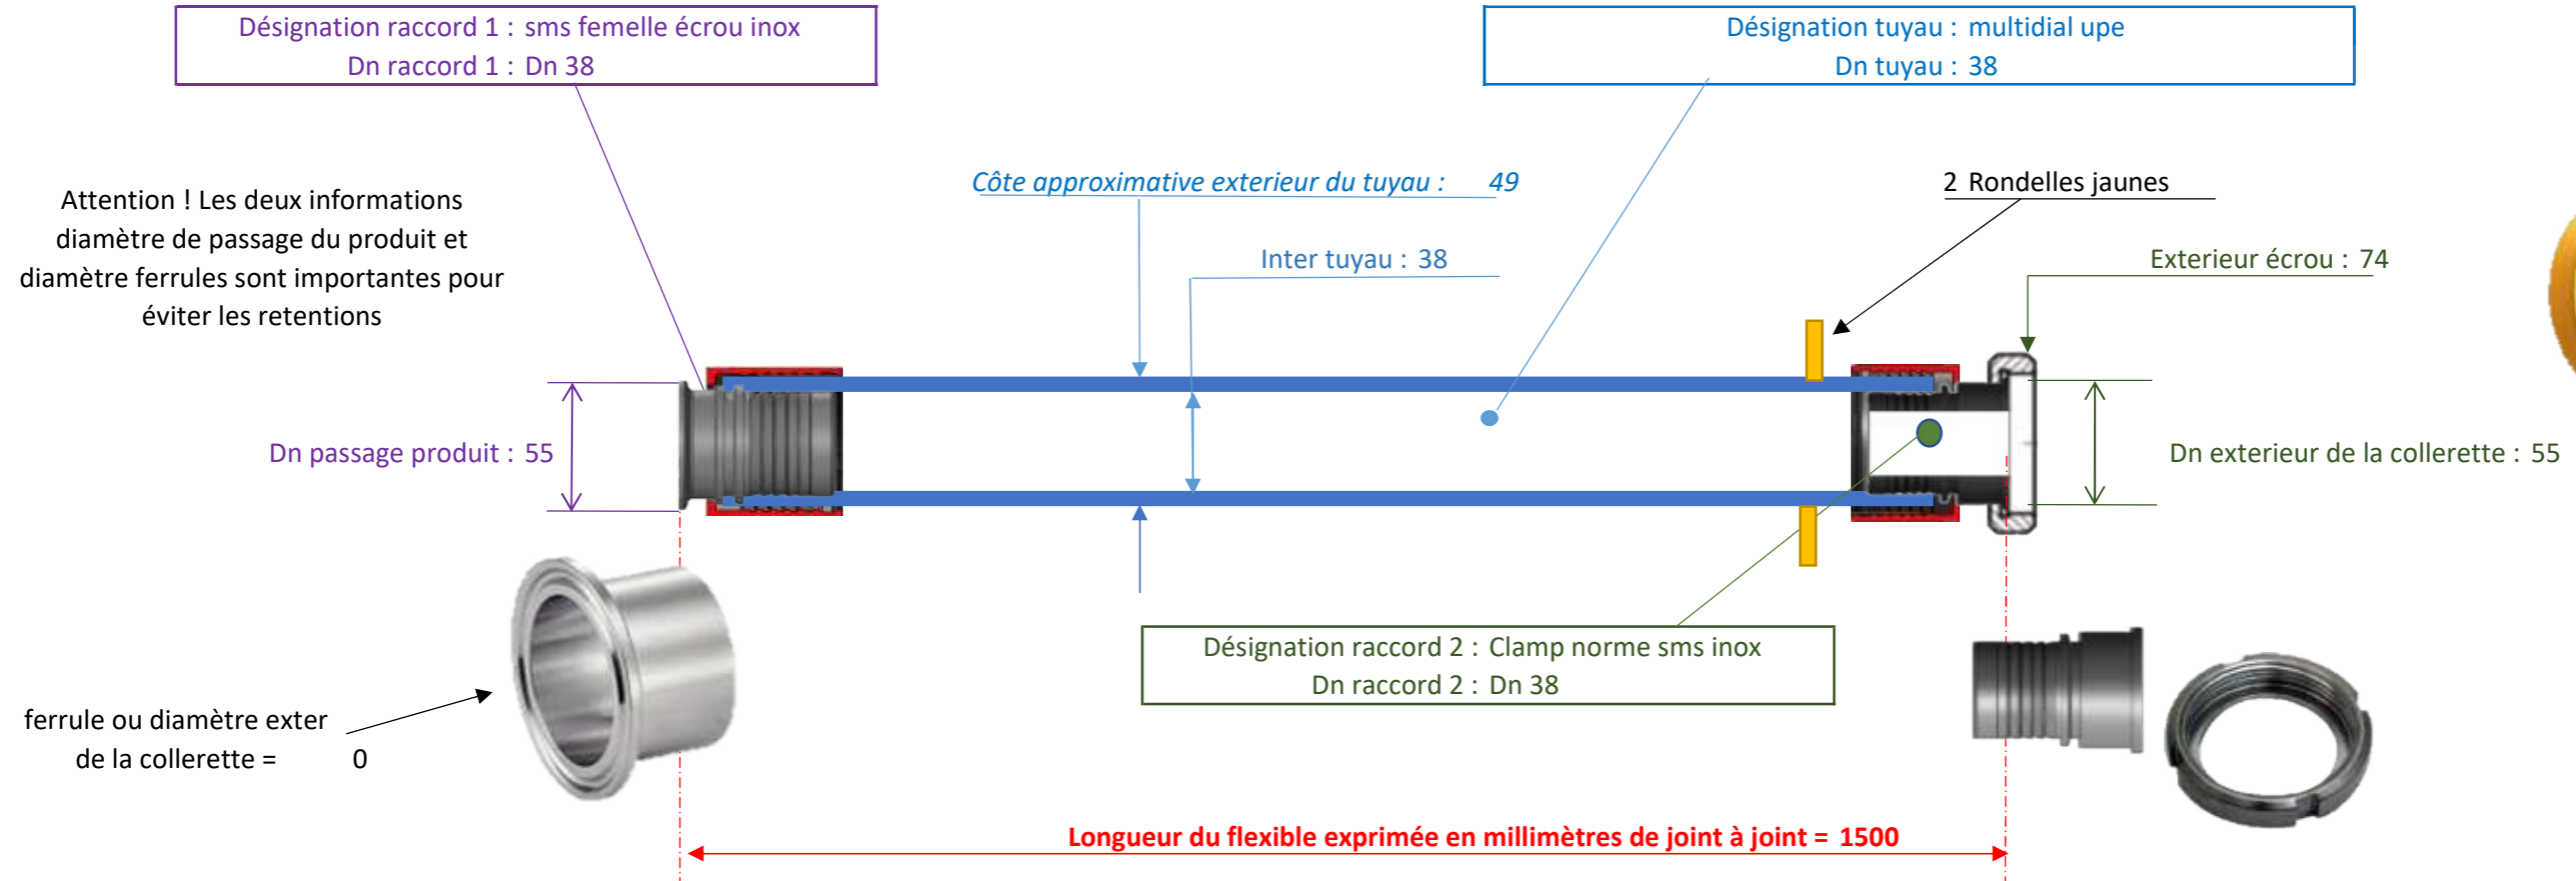 Désignation raccord 1 : sms femelle écrou inox
Dn raccord 1 : Dn 38
Désignation tuyau : multidial upe
Dn tuyau : 38
Attention ! Les deux informations
diamètre de passage du produit et
diamètre ferrules sont importantes pour
éviter les retentions
Côte approximative exterieur du tuyau : 49
2 Rondelles jaunes
Inter tuyau : 38
Exterieur écrou : 74
Dn passage produit : 55
Dn exterieur de la collerette : 55
Désignation raccord 2 : Clamp norme sms inox
Dn raccord 2 : Dn 38
ferrule ou diamètre exter
de la collerette = 0
Longueur du flexible exprimée en millimètres de joint à joint = 1500